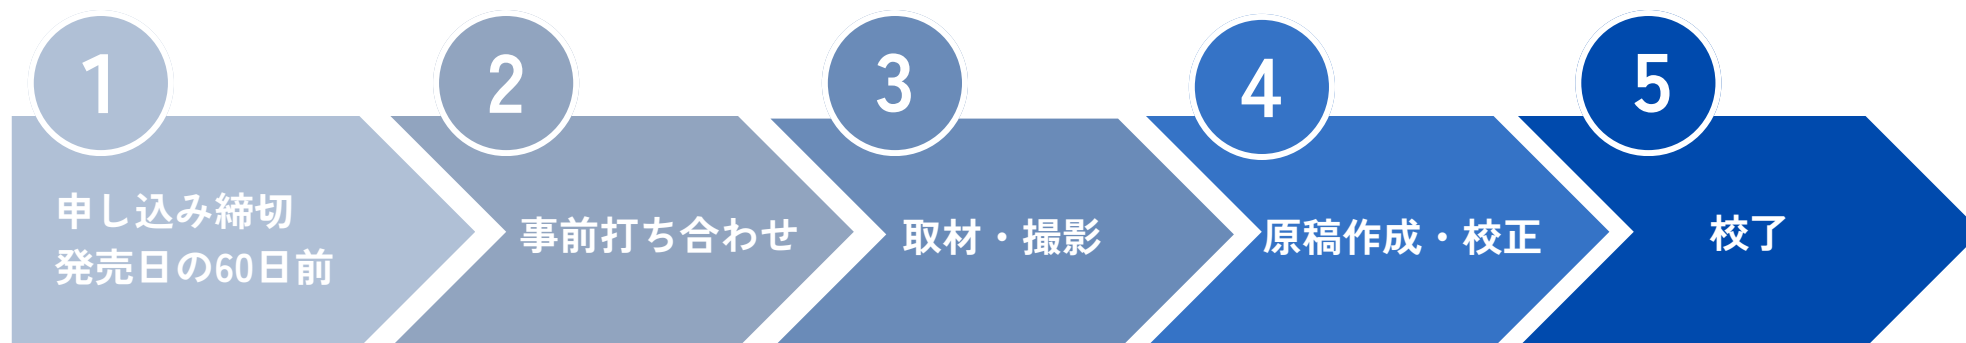 1
申し込み締切
発売日の60日前
2
事前打ち合わせ
3
取材・撮影
4
原稿作成・校正
5
校了